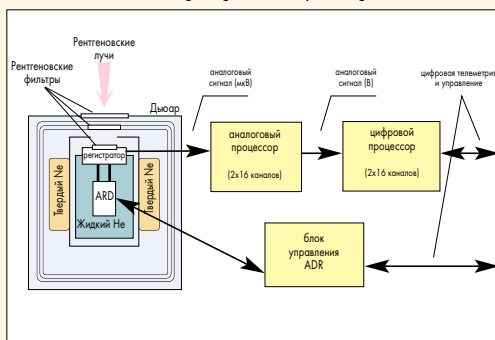 Рентгеновские
лучи
Рентгеновские
фильтры
Дьюар
аналоговый
сигнал (мкВ)
аналоговый
сигнал (В)
цифровая телеметрия
и управление
регистратор
аналоговый
процессор
(2x16 каналов)
цифровой
процессор
(2x16 каналов)
Твердый Ne
ARD
Твердый Ne
Жидкий He
блок
управления
ADR